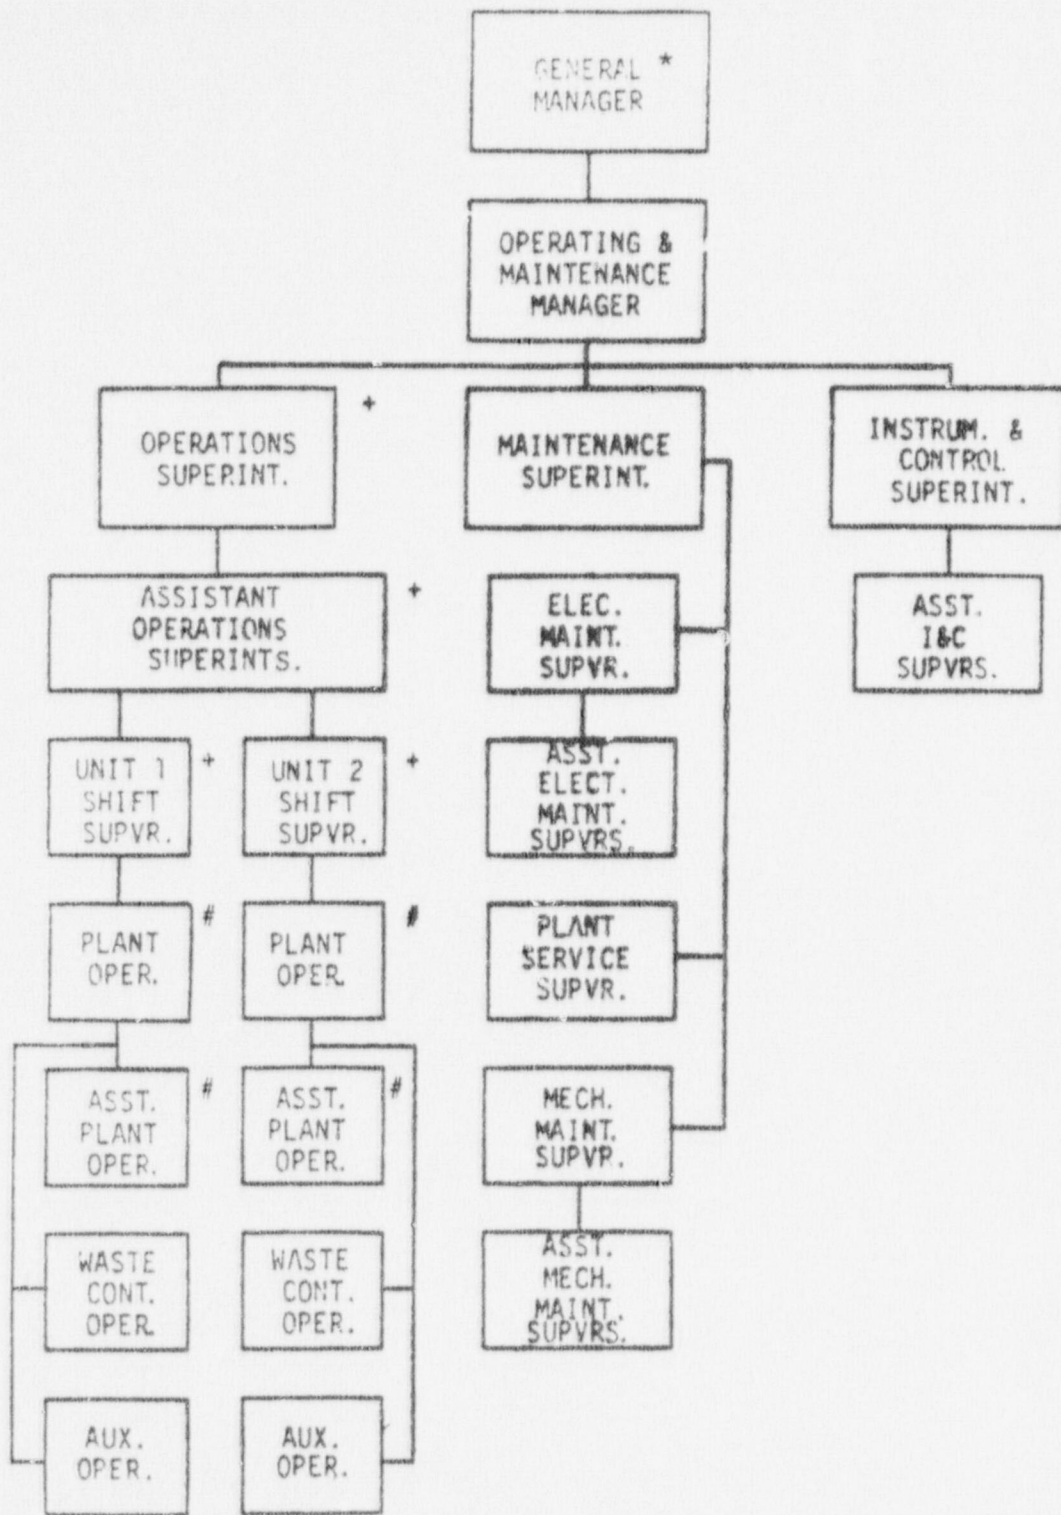 GENERAL *
MANAGER
OPERATING &
MAINTENANCE
MANAGER
OPERATIONS
SUPERINT.
+
MAINTENANCE
SUPERINT.
INSTRUM. &
CONTROL
SUPERINT.
ASSISTANT
OPERATIONS
SUPERINTS.
+
ELEC.
MAINT.
SUPVR.
ASST.
I&C
SUPVRS.
UNIT 1
SHIFT
SUPVR.
+
UNIT 2
SHIFT
SUPVR.
+
ASST.
ELECT.
MAINT.
SUPVRS.
PLANT
OPER.
#
PLANT
OPER.
#
PLANT
SERVICE
SUPVR.
ASST.
PLANT
OPER.
#
ASST.
PLANT
OPER.
#
MECH.
MAINT.
SUPVR.
WASTE
CONT.
OPER.
WASTE
CONT.
OPER.
ASST.
MECH.
MAINT.
SUPVRS.
AUX.
OPER.
AUX.
OPER.